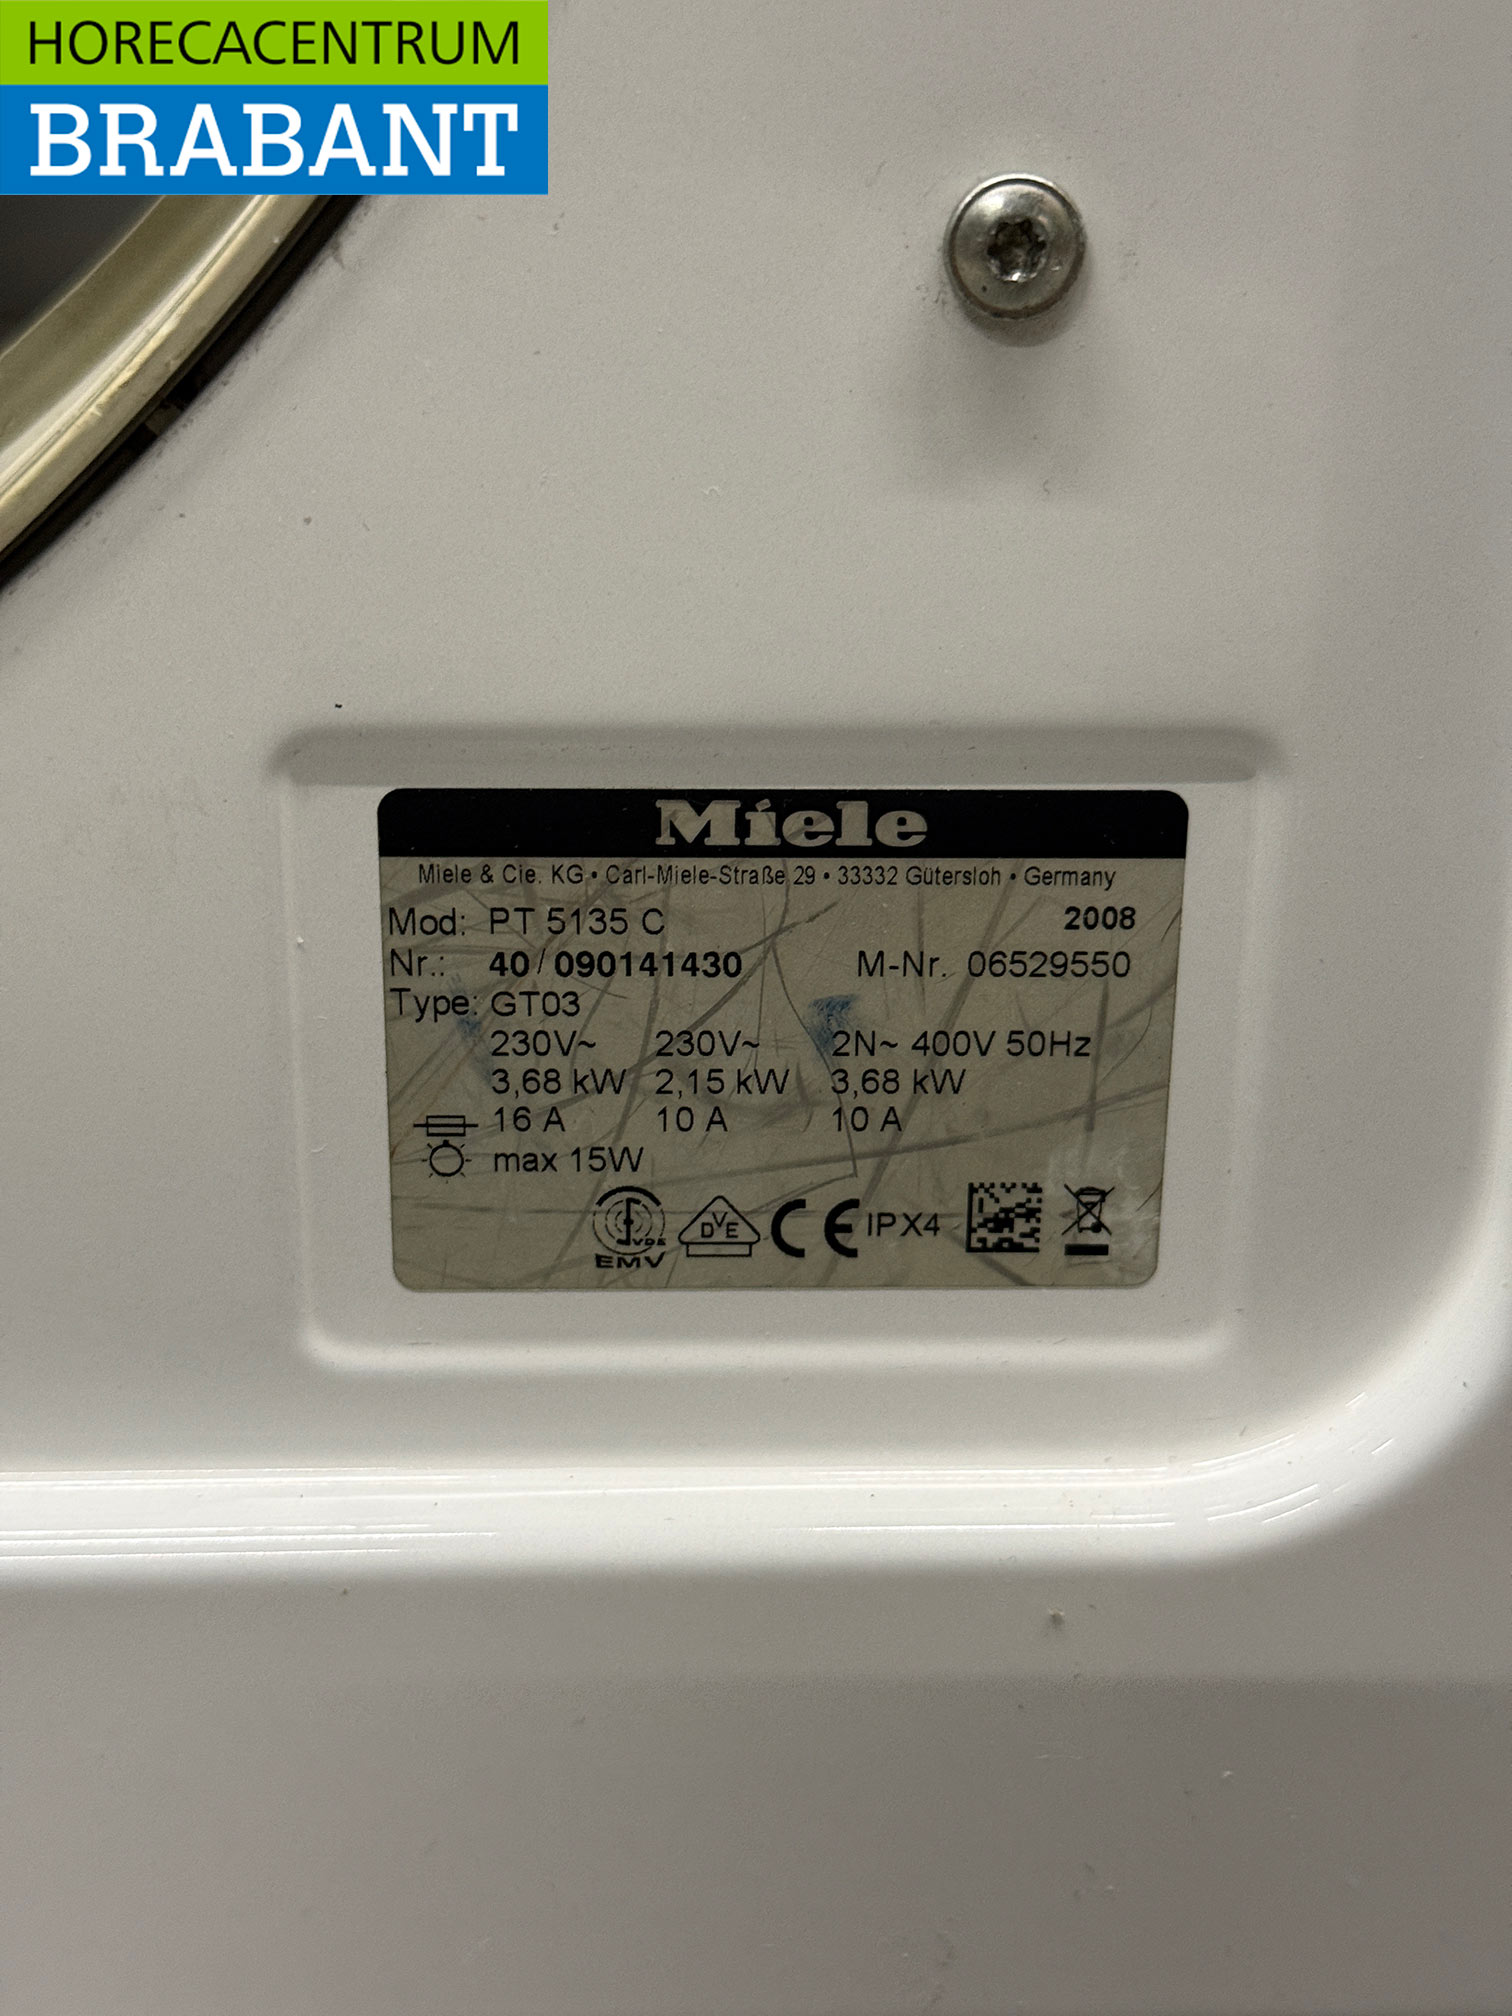 HORECACENTRUM
BRABANT
Miele
Miele & Cie. KG • Carl-Miele-Straße 29 • 33332 Gütersloh • Germany
Mod: PT 5135 C 2008
Nr.: 40/090141430 M-Nr. 06529550
Type: GT03
230V~ 230V~ 2N~ 400V 50Hz
3,68 kW 2,15 kW 3,68 kW
16 A 10 A 10 A
max 15W
VDE
EMV
DVE
CE IPX4